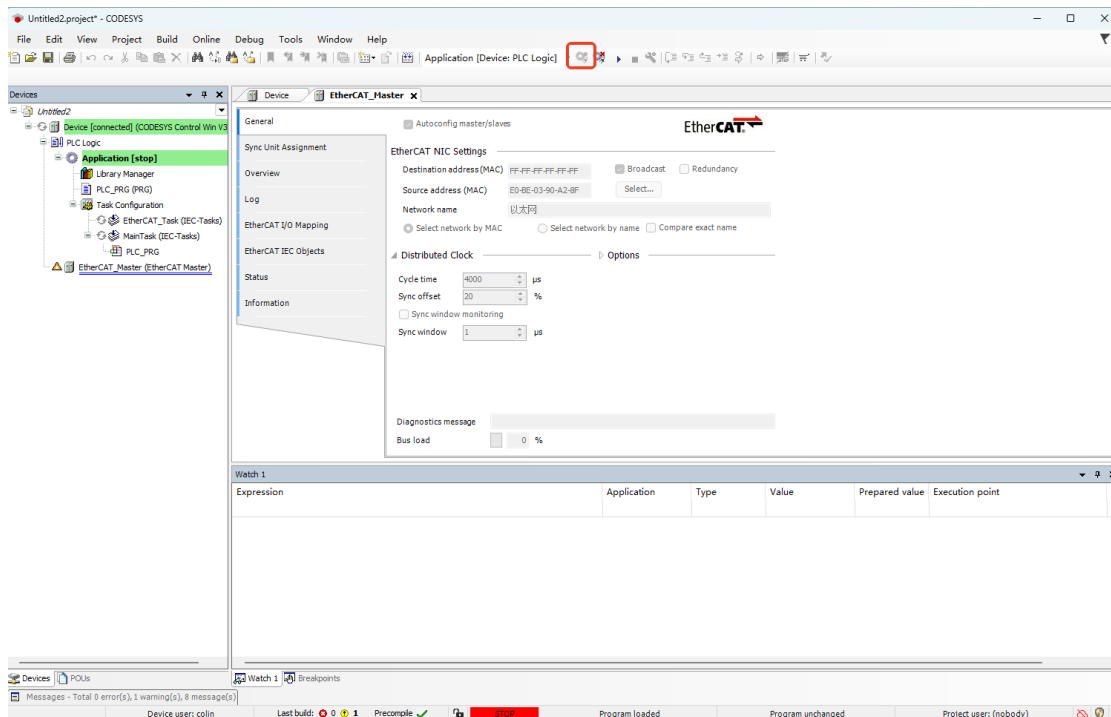 Untitled2.project* - CODESYS
File Edit View Project Build Online Debug Tools Window Help
Application [Device: PLC Logic]
Devices
Untitled2
Device [connected] (CODESYS Control Win V3
PLC Logic
Application [stop]
Library Manager
PLC_PRG (PRG)
Task Configuration
EtherCAT_Task (IEC-Tasks)
MainTask (IEC-Tasks)
PLC_PRG
EtherCAT_Master (EtherCAT Master)
Devices POUs
Device EtherCAT_Master
General
Sync Unit Assignment
Overview
Log
EtherCAT I/O Mapping
EtherCAT IEC Objects
Status
Information
Autoconfig master/slaves
EtherCAT.
EtherCAT NIC Settings
Destination address (MAC) FF-FF-FF-FF-FF-FF Broadcast Redundancy
Source address (MAC) E0-BE-03-90-A2-8F Select...
Network name 以太网
Select network by MAC Select network by name Compare exact name
Distributed Clock Options
Cycle time 4000 µs
Sync offset 20 %
Sync window monitoring
Sync window 1 µs
Diagnostics message
Bus load 0 %
Watch 1
Expression Application Type Value Prepared value Execution point
Watch 1 Breakpoints
Messages - Total 0 error(s), 1 warning(s), 8 message(s)
Device user: colin Last build: 0 1 Precompile STOP Program loaded Program unchanged Project user: (nobody)